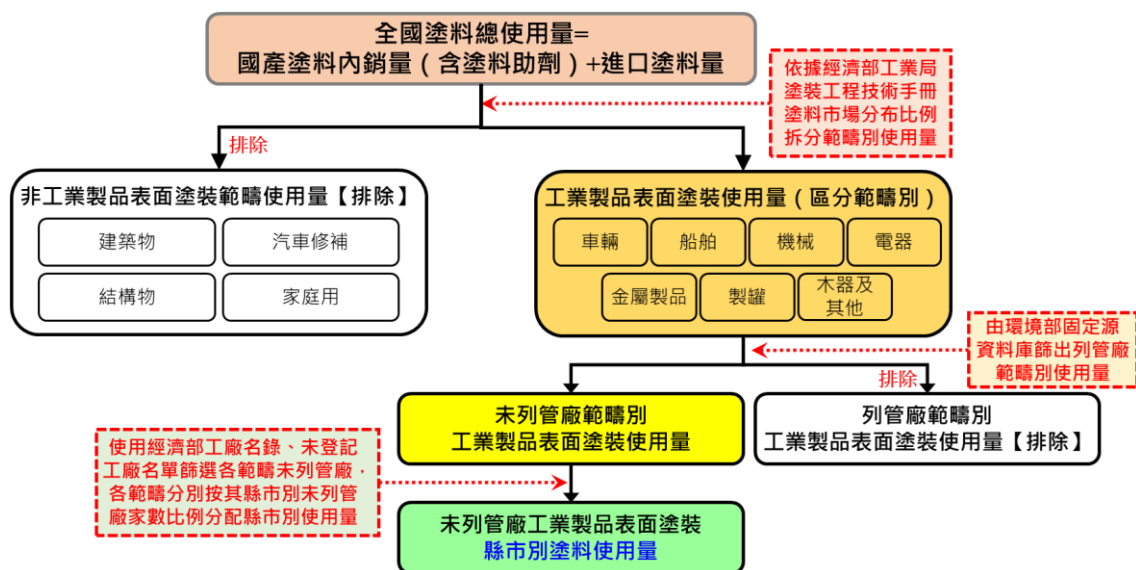 全國塗料總使用量=
國產塗料內銷量（含塗料助劑）+進口塗料量
依據經濟部工業局
塗裝工程技術手冊
塗料市場分布比例
拆分範疇別使用量
排除
非工業製品表面塗裝範疇使用量【排除】
建築物
汽車修補
結構物
家庭用
工業製品表面塗裝使用量（區分範疇別）
車輛
船舶
機械
電器
金屬製品
製罐
木器及
其他
由環境部固定源
資料庫篩出列管廠
範疇別使用量
排除
未列管廠範疇別
工業製品表面塗裝使用量
列管廠範疇別
工業製品表面塗裝使用量【排除】
使用經濟部工廠名錄、未登記
工廠名單篩選各範疇未列管廠，
各範疇分別按其縣市別未列管
廠家數比例分配縣市別使用量
未列管廠工業製品表面塗裝
縣市別塗料使用量